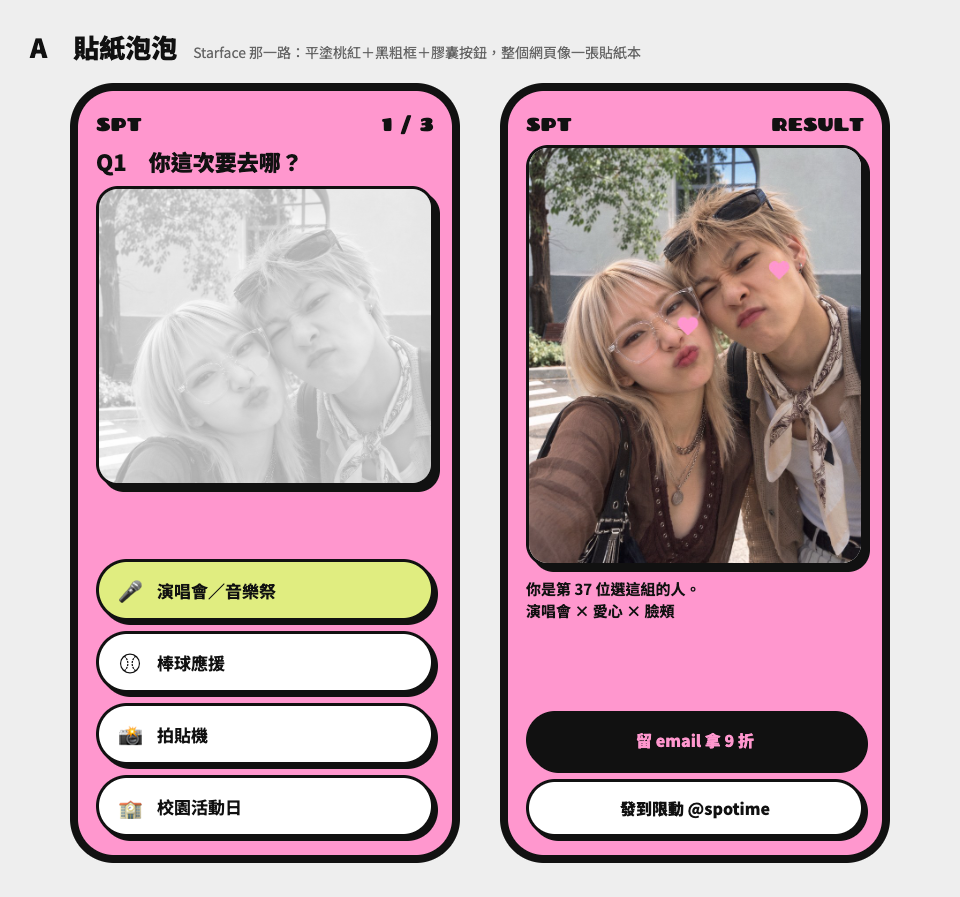 A 貼紙泡泡 Starface 那一路：平塗桃紅＋黑粗框＋膠囊按鈕，整個網頁像一張貼紙本
SPT 1 / 3
Q1 你這次要去哪？
演唱會／音樂祭
棒球應援
拍貼機
校園活動日
SPT RESULT
你是第 37 位選這組的人。
演唱會 × 愛心 × 臉頰
留 email 拿 9 折
發到限動 @spotime